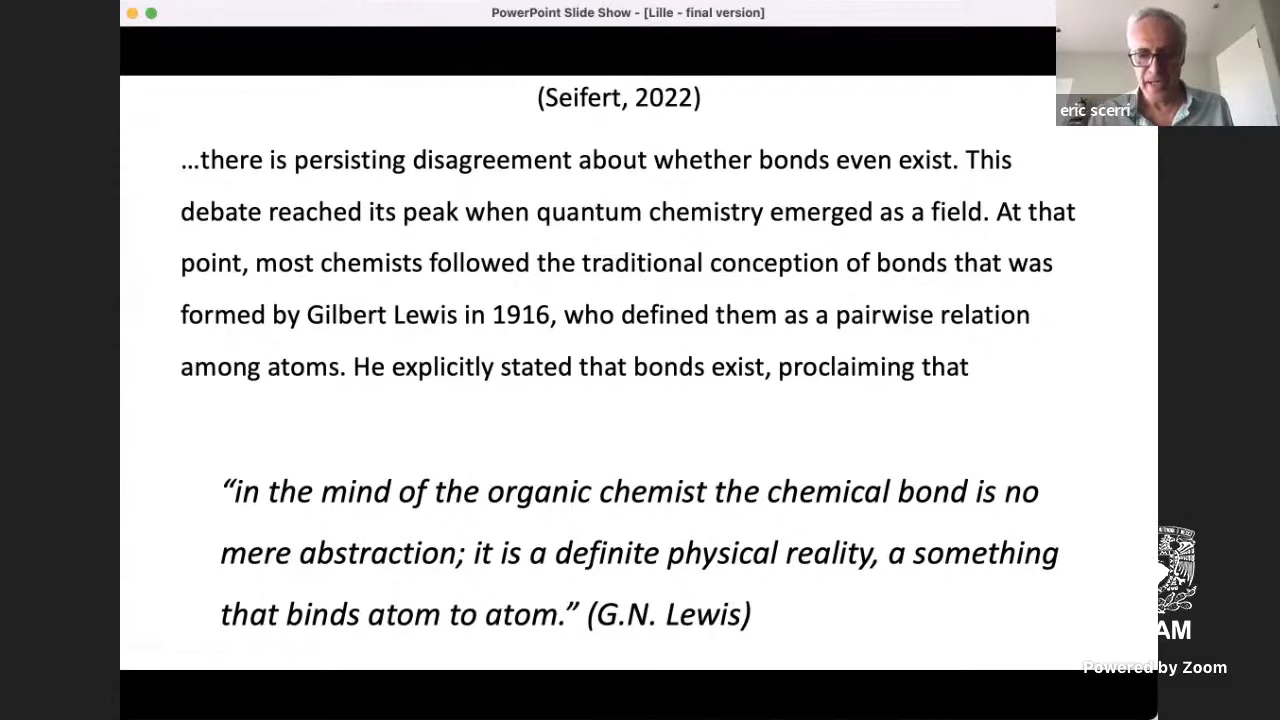 PowerPoint Slide Show - [Lille - final version]
eric scerri
(Seifert, 2022)
...there is persisting disagreement about whether bonds even exist. This
debate reached its peak when quantum chemistry emerged as a field. At that
point, most chemists followed the traditional conception of bonds that was
formed by Gilbert Lewis in 1916, who defined them as a pairwise relation
among atoms. He explicitly stated that bonds exist, proclaiming that
“in the mind of the organic chemist the chemical bond is no
mere abstraction; it is a definite physical reality, a something
that binds atom to atom.” (G.N. Lewis)
AM
Powered by Zoom